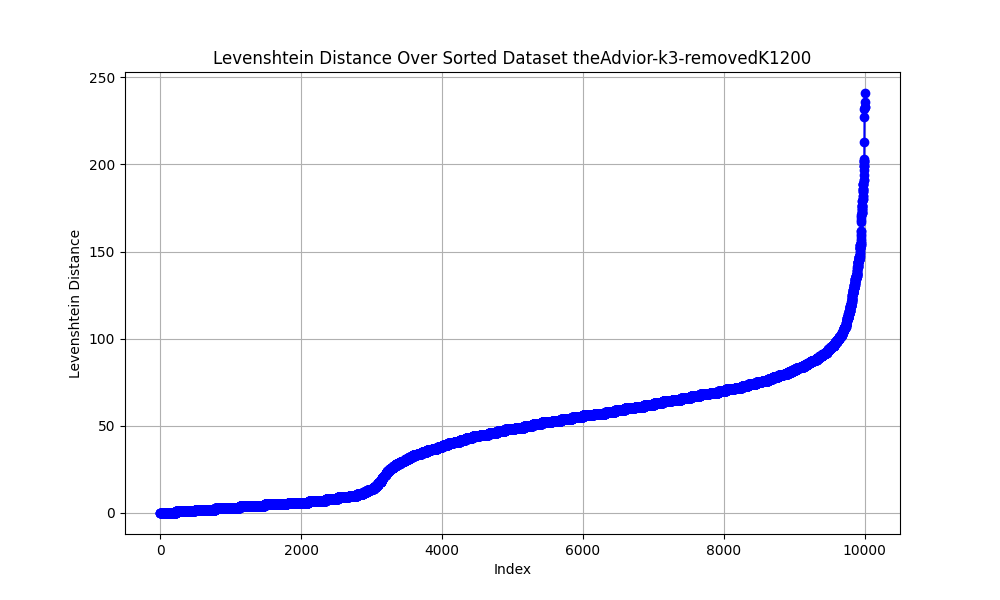 Levenshtein Distance Over Sorted Dataset theAdvior-k3-removedK1200
250
200
150
100
50
0
Levenshtein Distance
0 2000 4000 6000 8000 10000
Index